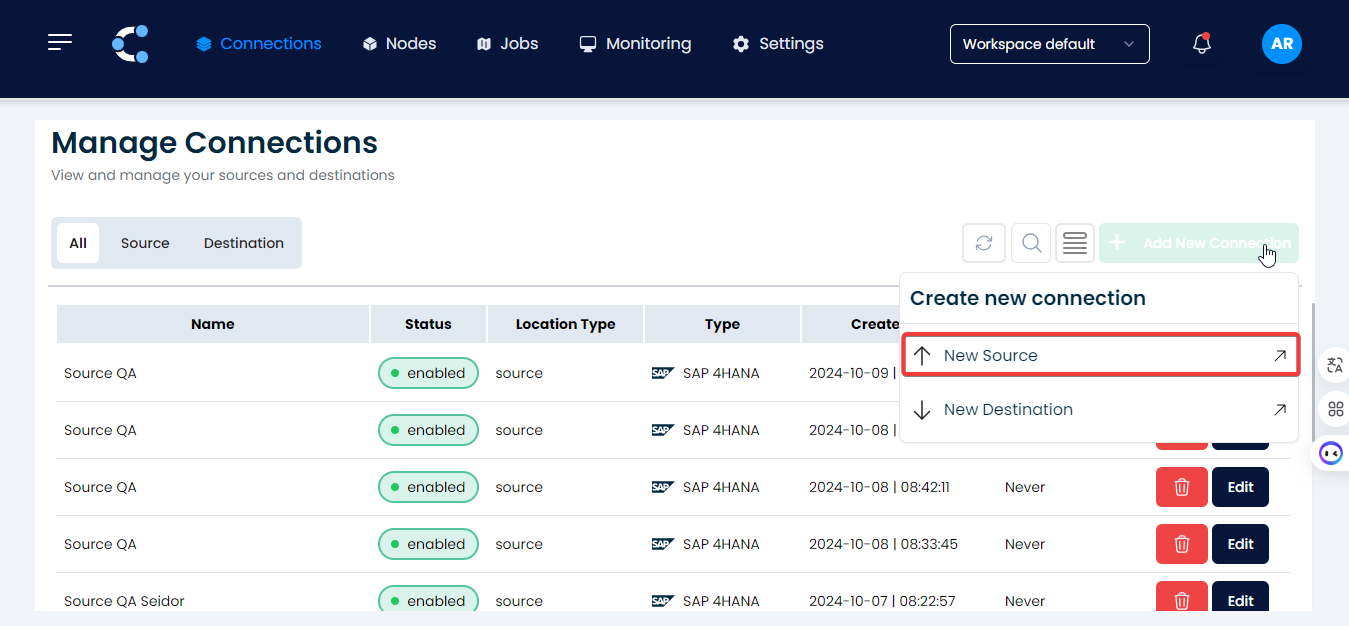 Connections Nodes Jobs Monitoring Settings Workspace default AR
Manage Connections
View and manage your sources and destinations
All Source Destination Add New Connection
Create new connection
Name Status Location Type Type Create
New Source
Source QA enabled source SAP SAP 4HANA 2024-10-09 |
New Destination
Source QA enabled source SAP SAP 4HANA 2024-10-08 |
Source QA enabled source SAP SAP 4HANA 2024-10-08 | 08:42:11 Never Edit
Source QA enabled source SAP SAP 4HANA 2024-10-08 | 08:33:45 Never Edit
Source QA Seidor enabled source SAP SAP 4HANA 2024-10-07 | 08:22:57 Never Edit